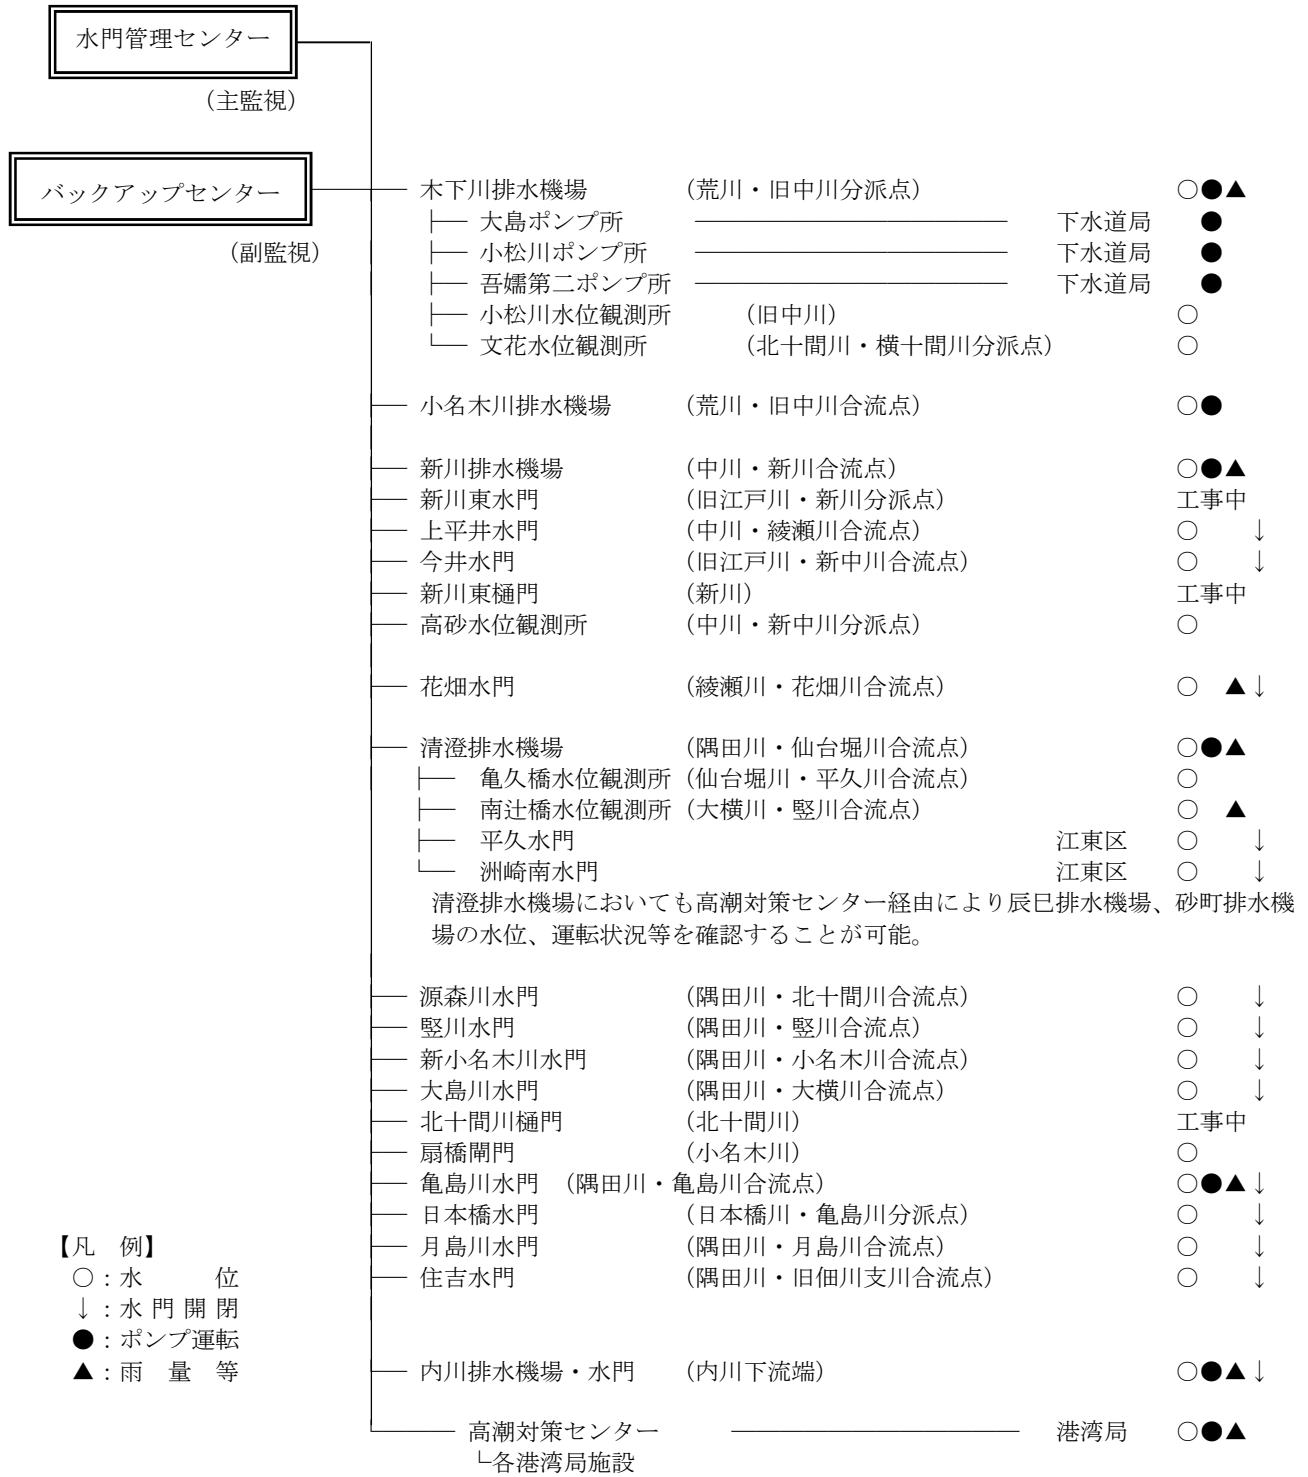 水門管理センター
（主監視）
バックアップセンター
（副監視）
木下川排水機場 （荒川・旧中川分派点） ○●▲
大島ポンプ所 下水道局 ●
小松川ポンプ所 下水道局 ●
吾嬬第二ポンプ所 下水道局 ●
小松川水位観測所 （旧中川） ○
文花水位観測所 （北十間川・横十間川分派点） ○
小名木川排水機場 （荒川・旧中川合流点） ○●
新川排水機場 （中川・新川合流点） ○●▲
新川東水門 （旧江戸川・新川分派点） 工事中
上平井水門 （中川・綾瀬川合流点） ○ ↓
今井水門 （旧江戸川・新中川合流点） ○ ↓
新川東樋門 （新川） 工事中
高砂水位観測所 （中川・新中川分派点） ○
花畑水門 （綾瀬川・花畑川合流点） ○ ▲↓
清澄排水機場 （隅田川・仙台堀川合流点） ○●▲
亀久橋水位観測所（仙台堀川・平久川合流点） ○
南辻橋水位観測所（大横川・竪川合流点） ○ ▲
平久水門 江東区 ○ ↓
洲崎南水門 江東区 ○ ↓
清澄排水機場においても高潮対策センター経由により辰巳排水機場、砂町排水機
場の水位、運転状況等を確認することが可能。
源森川水門 （隅田川・北十間川合流点） ○ ↓
竪川水門 （隅田川・竪川合流点） ○ ↓
新小名木川水門 （隅田川・小名木川合流点） ○ ↓
大島川水門 （隅田川・大横川合流点） ○ ↓
北十間川樋門 （北十間川） 工事中
扇橋閘門 （小名木川） ○
亀島川水門 （隅田川・亀島川合流点） ○●▲↓
日本橋水門 （日本橋川・亀島川分派点） ○ ↓
月島川水門 （隅田川・月島川合流点） ○ ↓
住吉水門 （隅田川・旧佃川支川合流点） ○ ↓
内川排水機場・水門 （内川下流端） ○●▲↓
高潮対策センター 港湾局 ○●▲
└各港湾局施設
【凡 例】
○：水 位
↓：水 門 開 閉
●：ポンプ運転
▲：雨 量 等